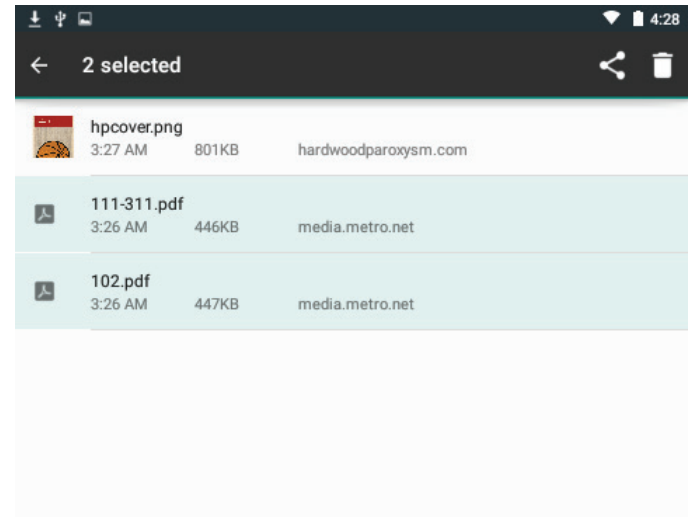 4:28
2 selected
hpcover.png
3:27 AM 801KB hardwoodparoxysm.com
111-311.pdf
3:26 AM 446KB media.metro.net
102.pdf
3:26 AM 447KB media.metro.net